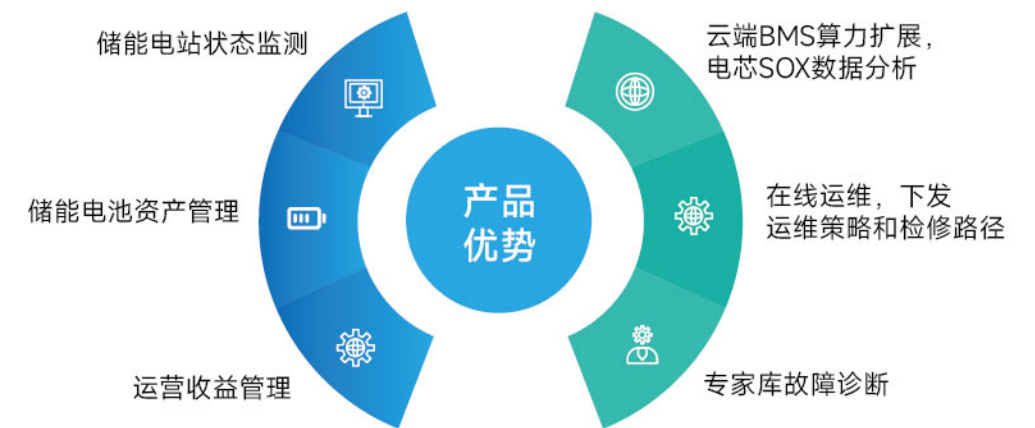 储能电站状态监测
储能电池资产管理
运营收益管理
产品
优势
云端BMS算力扩展，
电芯SOX数据分析
在线运维，下发
运维策略和检修路径
专家库故障诊断